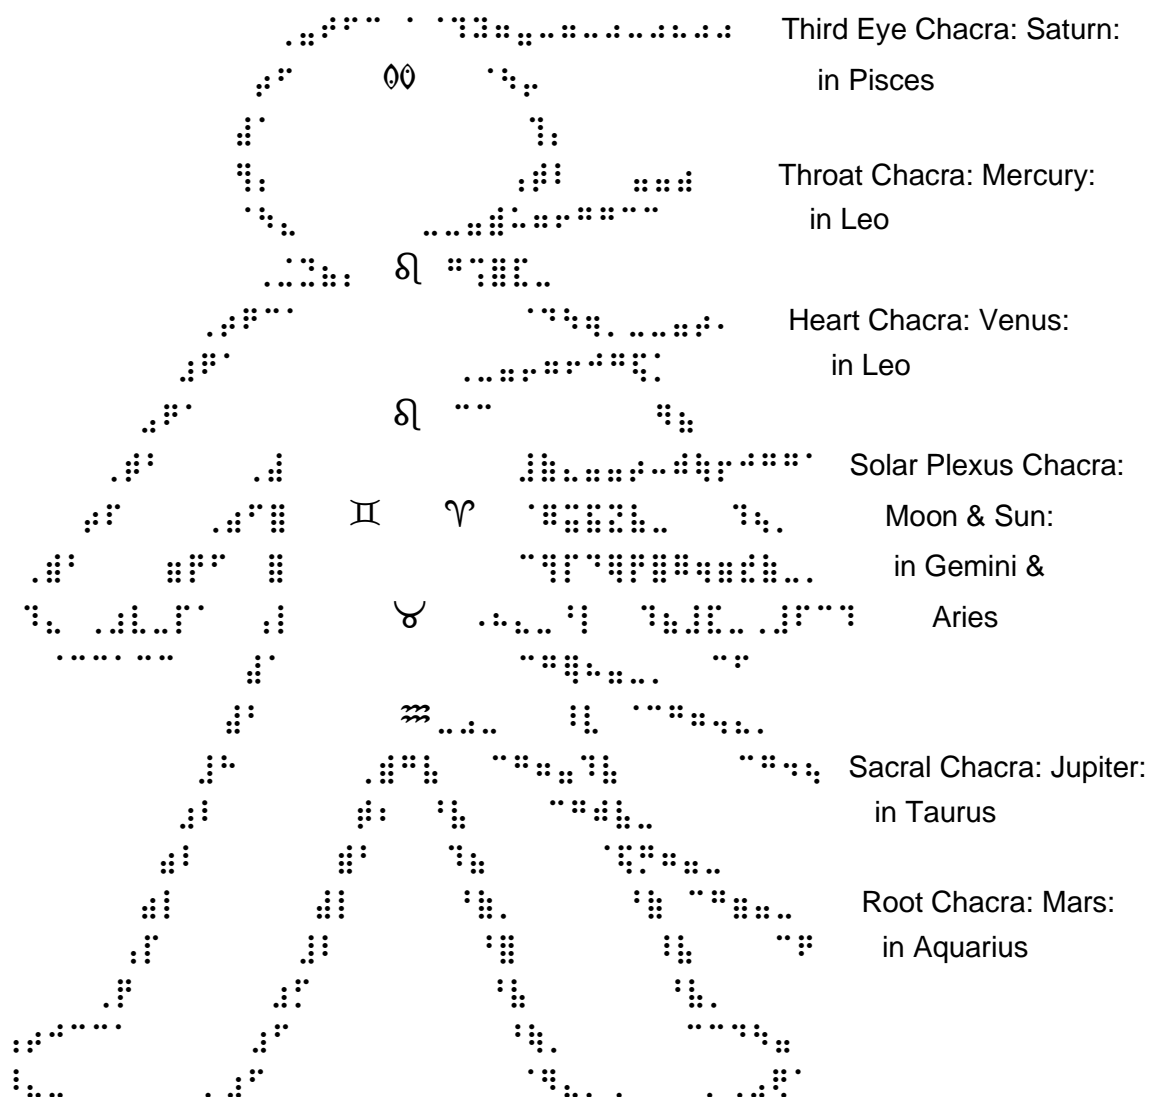 Third Eye Chacra: Saturn:
in Pisces
Throat Chacra: Mercury:
in Leo
Heart Chacra: Venus:
in Leo
Solar Plexus Chacra:
Moon & Sun:
in Gemini &
Aries
Sacral Chacra: Jupiter:
in Taurus
Root Chacra: Mars:
in Aquarius